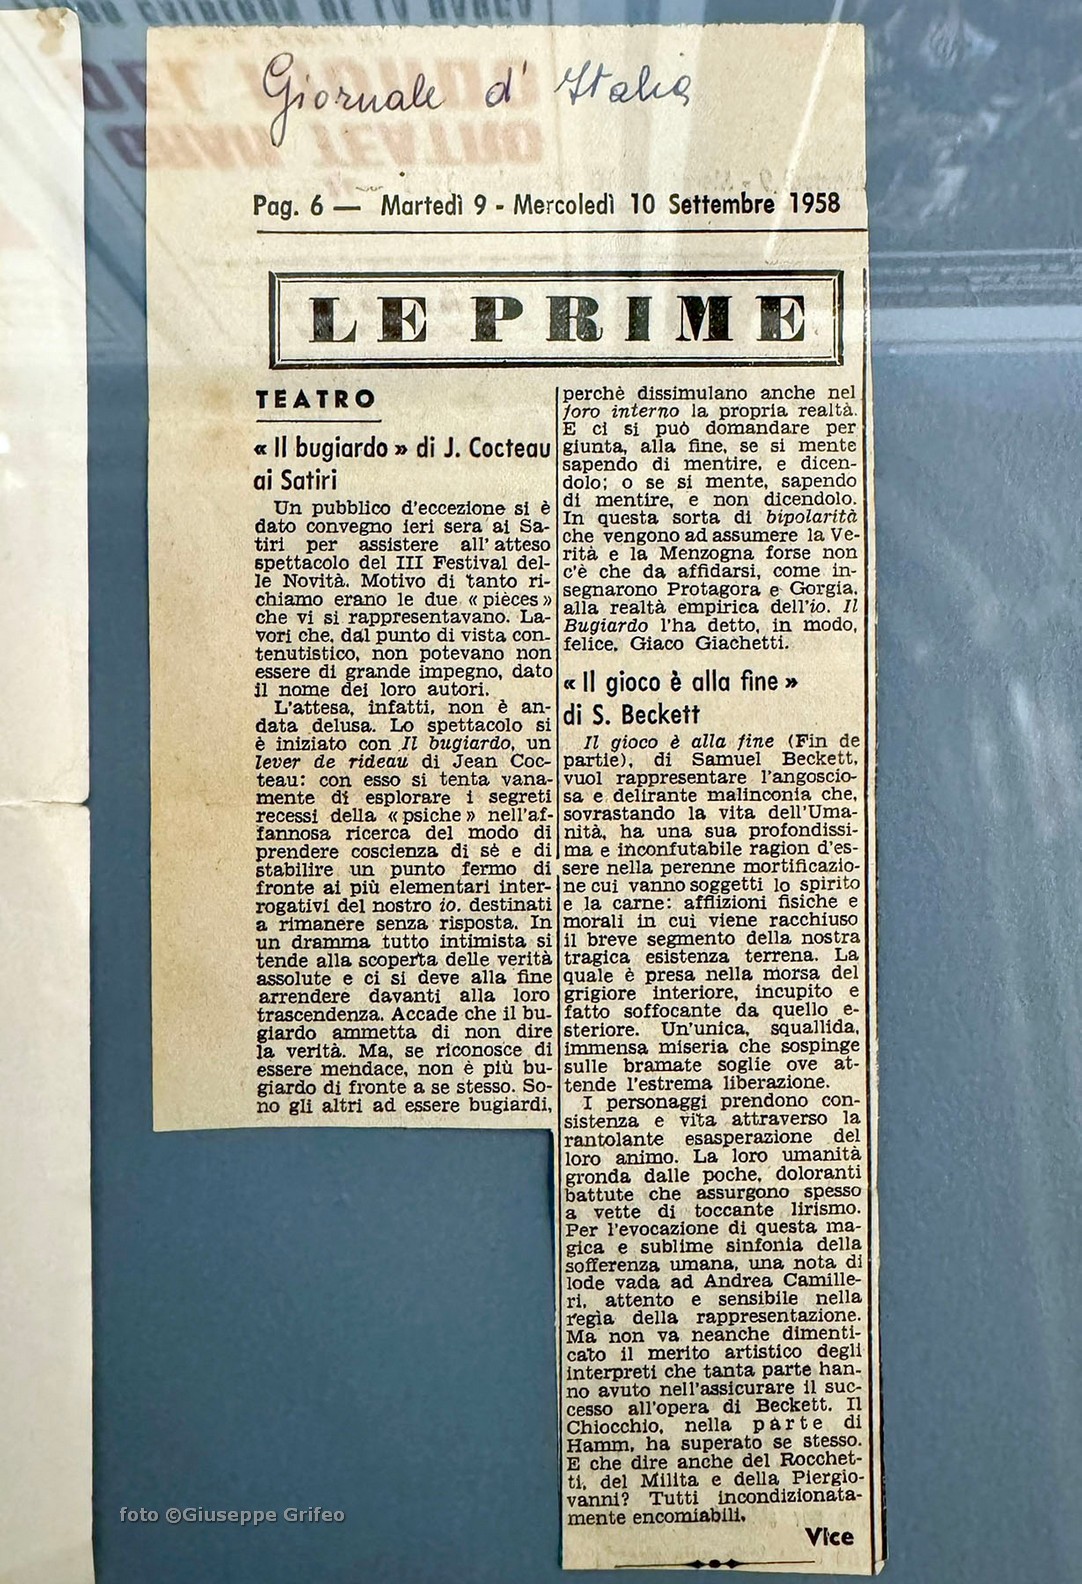 Giornale d'Italia
Pag. 6 — Martedì 9 - Mercoledì 10 Settembre 1958
LE PRIME
TEATRO
« Il bugiardo » di J. Cocteau
ai Satiri
Un pubblico d'eccezione si è
dato convegno ieri sera ai Sa-
tiri per assistere all'atteso
spettacolo del III Festival del-
le Novità. Motivo di tanto ri-
chiamo erano le due « pièces »
che vi si rappresentavano. La-
vori che, dal punto di vista con-
tenutistico, non potevano non
essere di grande impegno, dato
il nome dei loro autori.
L'attesa, infatti, non è an-
data delusa. Lo spettacolo si
è iniziato con Il bugiardo, un
lever de rideau di Jean Coc-
teau: con esso si tenta vana-
mente di esplorare i segreti
recessi della « psiche » nell'af-
fannosa ricerca del modo di
prendere coscienza di sè e di
stabilire un punto fermo di
fronte ai più elementari inter-
rogativi del nostro io, destinati
a rimanere senza risposta. In
un dramma tutto intimista si
tende alla scoperta delle verità
assolute e ci si deve alla fine
arrendere davanti alla loro
trascendenza. Accade che il bu-
giardo ammetta di non dire
la verità. Ma, se riconosce di
essere mendace, non è più bu-
giardo di fronte a se stesso. So-
no gli altri ad essere bugiardi,
perchè dissimulano anche nel
foro interno la propria realtà.
E ci si può domandare per
giunta, alla fine, se si mente
sapendo di mentire, e dicen-
dolo; o se si mente, sapendo
di mentire, e non dicendolo.
In questa sorta di bipolarità
che vengono ad assumere la Ve-
rità e la Menzogna forse non
c'è che da affidarsi, come in-
segnarono Protagora e Gorgia,
alla realtà empirica dell'io. Il
Bugiardo l'ha detto, in modo,
felice, Giaco Giachetti.
« Il gioco è alla fine »
di S. Beckett
Il gioco è alla fine (Fin de
partie), di Samuel Beckett,
vuol rappresentare l'angoscio-
sa e delirante malinconia che,
sovrastando la vita dell'Uma-
nità, ha una sua profondissi-
ma e inconfutabile ragion d'es-
sere nella perenne mortificazio-
ne cui vanno soggetti lo spirito
e la carne: afflizioni fisiche e
morali in cui viene racchiuso
il breve segmento della nostra
tragica esistenza terrena. La
quale è presa nella morsa del
grigiore interiore, incupito e
fatto soffocante da quello e-
steriore. Un'unica, squallida,
immensa miseria che sospinge
sulle bramate soglie ove at-
tende l'estrema liberazione.
I personaggi prendono con-
sistenza e vita attraverso la
rantolante esasperazione del
loro animo. La loro umanità
gronda dalle poche, doloranti
battute che assurgono spesso
a vette di toccante lirismo.
Per l'evocazione di questa ma-
gica e sublime sinfonia della
sofferenza umana, una nota di
lode vada ad Andrea Camille-
ri, attento e sensibile nella
regia della rappresentazione.
Ma non va neanche dimenti-
cato il merito artistico degli
interpreti che tanta parte han-
no avuto nell'assicurare il suc-
cesso all'opera di Beckett. Il
Chiocchio, nella parte di
Hamm, ha superato se stesso.
E che dire anche del Rocchet-
ti, del Milita e della Piergio-
vanni? Tutti incondizionata-
mente encomiabili.
Vice
foto ©Giuseppe Grifeo